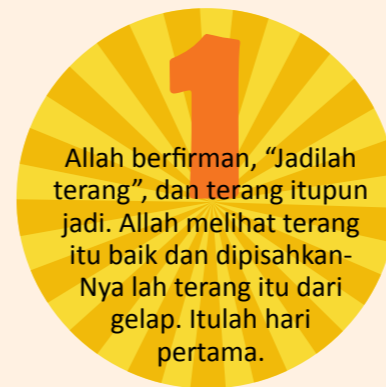 1
Allah berfirman, “Jadilah
terang”, dan terang itupun
jadi. Allah melihat terang
itu baik dan dipisahkan-
Nya lah terang itu dari
gelap. Itulah hari
pertama.